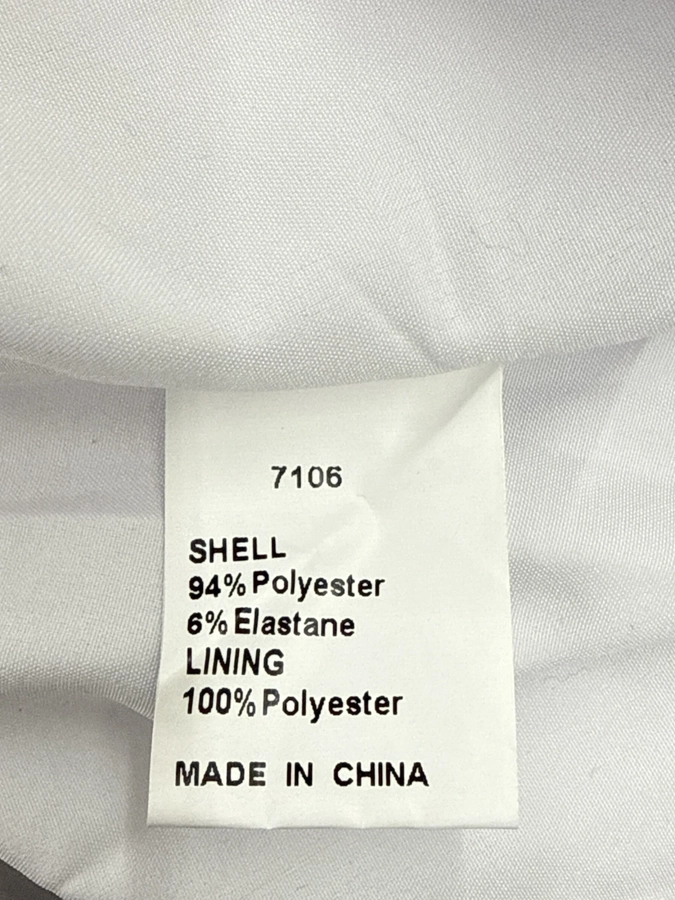 7106
SHELL
94% Polyester
6% Elastane
LINING
100% Polyester
MADE IN CHINA